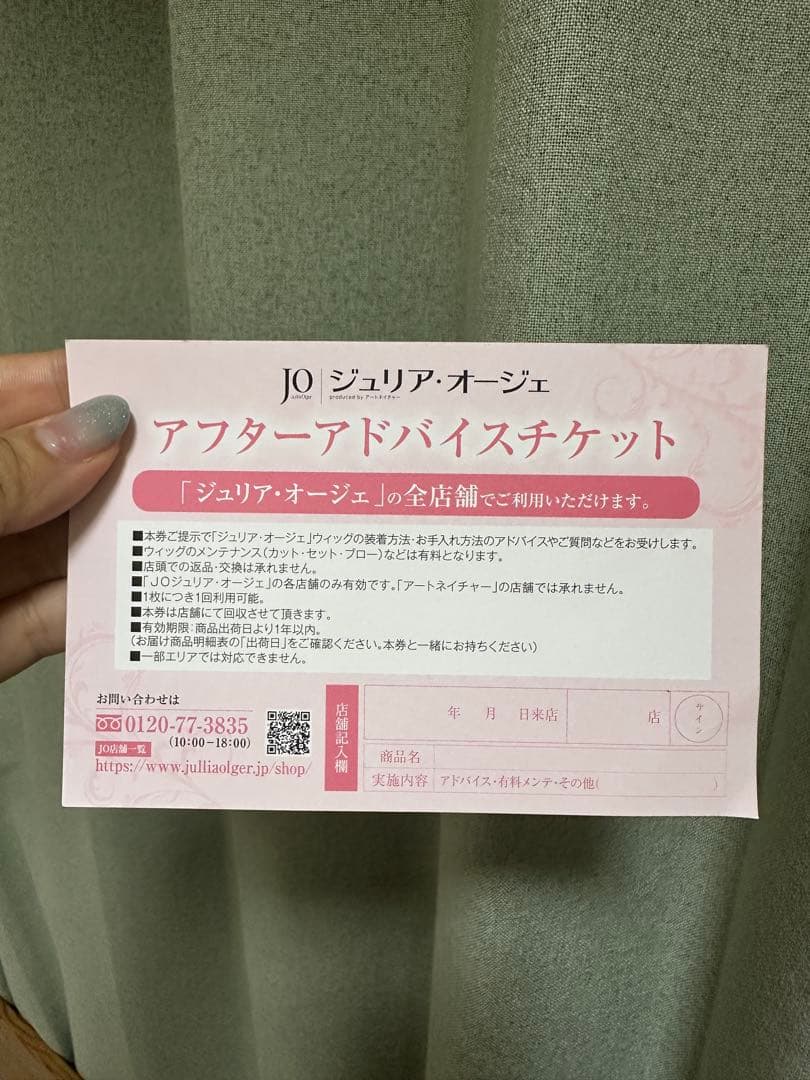 JO ジュリア・オージェ
JulliaOlger produced by アートネイチャー
アフターアドバイスチケット
「ジュリア・オージェ」の全店舗でご利用いただけます。
■本券ご提示で「ジュリア・オージェ」ウィッグの装着方法・お手入れ方法のアドバイスやご質問などをお受けします。
■ウィッグのメンテナンス(カット・セット・ブロー)などは有料となります。
■店頭での返品・交換は承れません。
■「JOジュリア・オージェ」の各店舗のみ有効です。「アートネイチャー」の店舗では承れません。
■1枚につき1回利用可能。
■本券は店舗にて回収させて頂きます。
■有効期限:商品出荷日より1年以内。
(お届け商品明細表の「出荷日」をご確認ください。本券と一緒にお持ちください)
■一部エリアでは対応できません。
お問い合わせは
0120-77-3835
(10:00−18:00)
JO店舗一覧
https://www.julliaolger.jp/shop/
店舗記入欄
年 月 日来店 店 サイン
商品名
実施内容 アドバイス・有料メンテ・その他( )